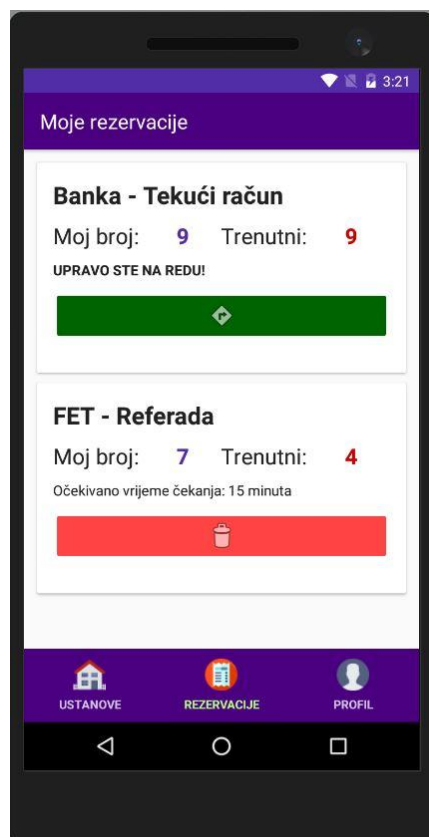 3:21
Moje rezervacije
Banka - Tekući račun
Moj broj: 9 Trenutni: 9
UPRAVO STE NA REDU!
FET - Referada
Moj broj: 7 Trenutni: 4
Očekivano vrijeme čekanja: 15 minuta
USTANOVE REZERVACIJE PROFIL